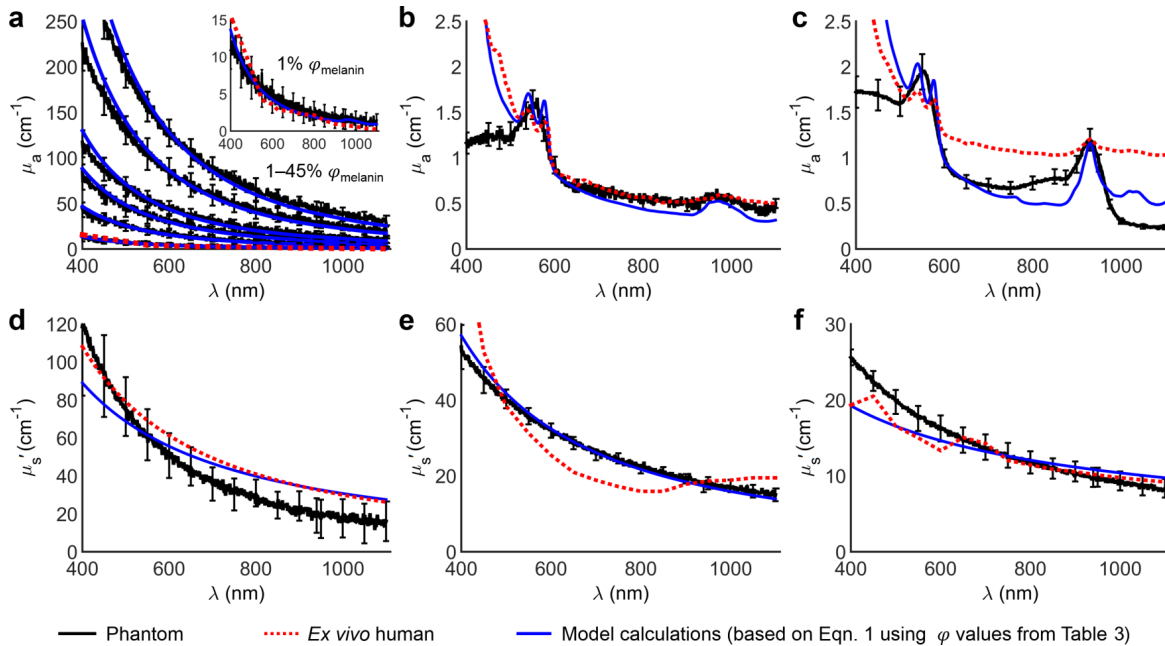 a
250
200
150
100
50
0
μa (cm-1)
400 600 800 1000
λ (nm)
15
10
5
0
400 600 800 1000
1% φmelanin
1–45% φmelanin
b
2.5
2
1.5
1
0.5
0
μa (cm-1)
400 600 800 1000
λ (nm)
c
2.5
2
1.5
1
0.5
0
μa (cm-1)
400 600 800 1000
λ (nm)
d
120
100
80
60
40
20
0
μs′ (cm-1)
400 600 800 1000
λ (nm)
e
60
40
20
0
μs′ (cm-1)
400 600 800 1000
λ (nm)
f
30
20
10
0
μs′ (cm-1)
400 600 800 1000
λ (nm)
Phantom
Ex vivo human
Model calculations (based on Eqn. 1 using φ values from Table 3)